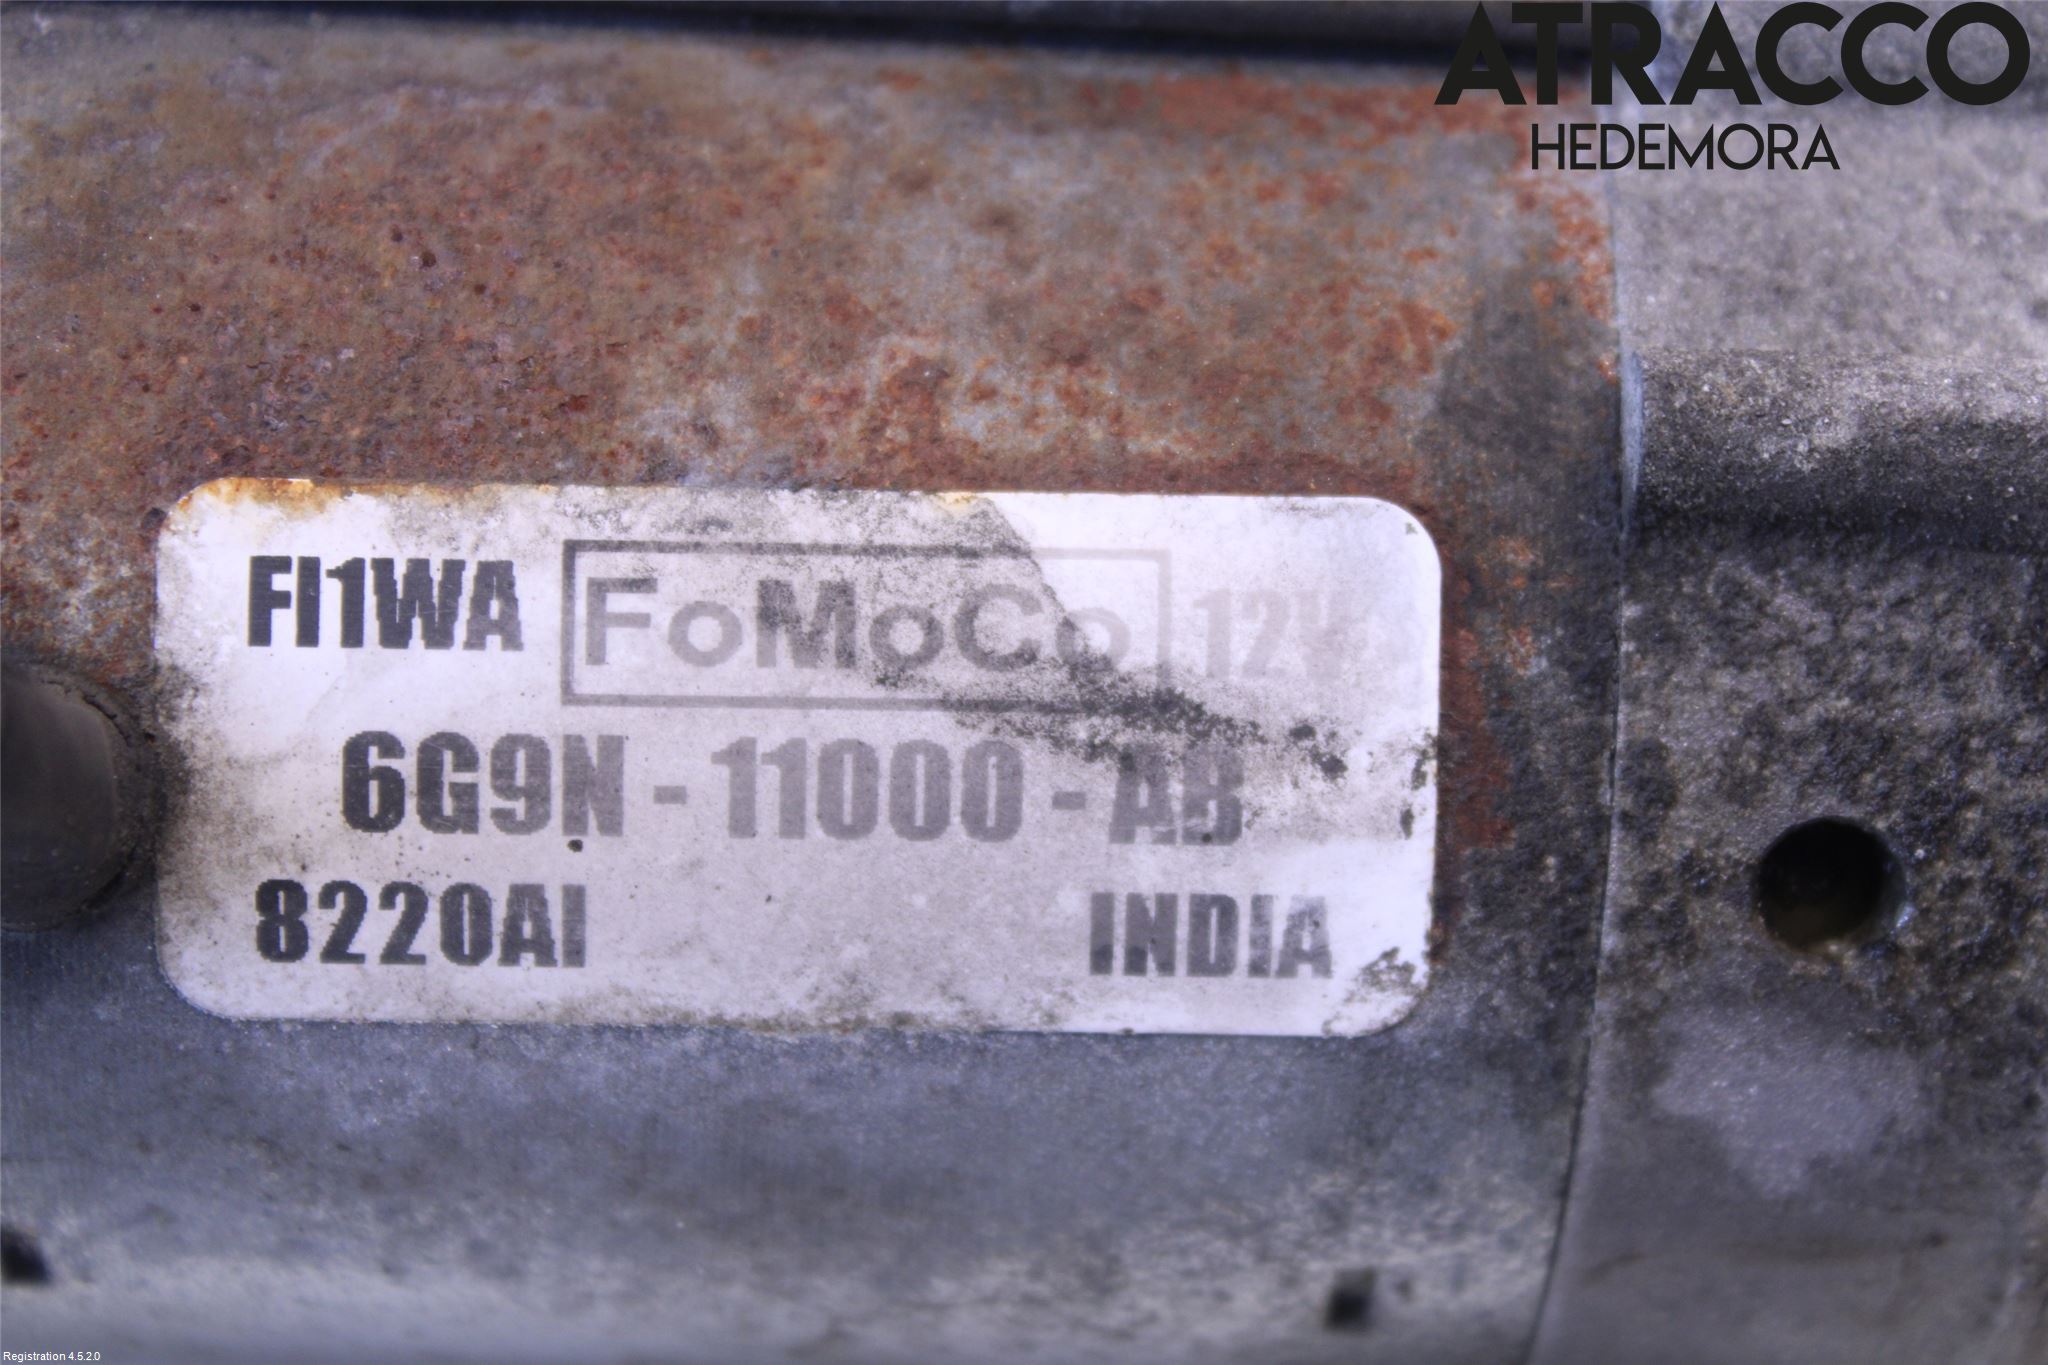 ATRACCO
HEDEMORA
FI1WA FoMoCo 12V
6G9N - 11000 - AB
8220AI INDIA
Registration 4.5.2.0